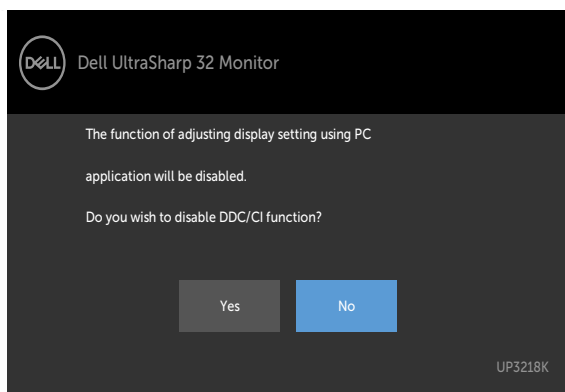 DELL
Dell UltraSharp 32 Monitor
The function of adjusting display setting using PC
application will be disabled.
Do you wish to disable DDC/CI function?
Yes
No
UP3218K